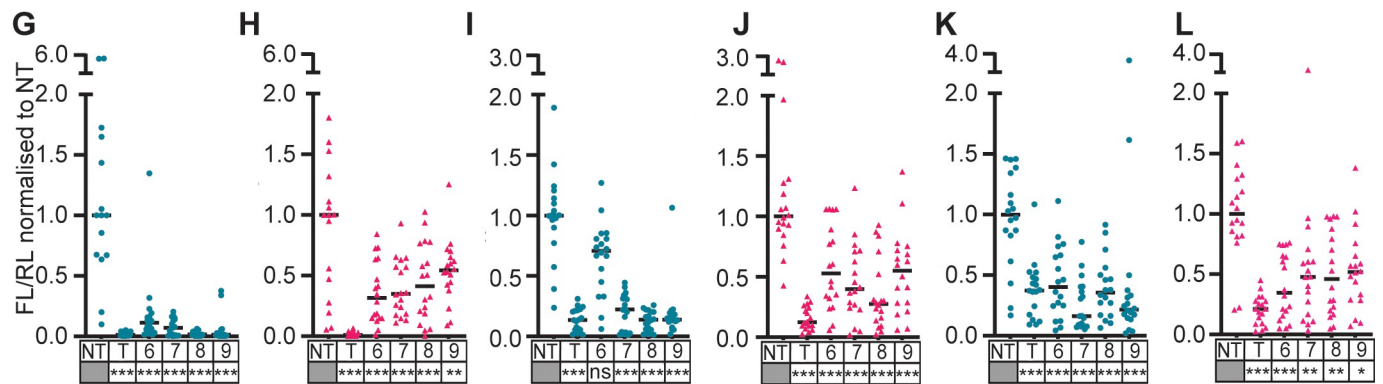 G H I J K L
6.0 6.0 3.0 3.0 4.0 4.0
FL/RL normalised to NT
2.0 2.0 2.0 2.0 2.0 2.0
1.5 1.5 1.5 1.5 1.5 1.5
1.0 1.0 1.0 1.0 1.0 1.0
0.5 0.5 0.5 0.5 0.5 0.5
0.0 0.0 0.0 0.0 0.0 0.0
NT T 6 7 8 9 NT T 6 7 8 9 NT T 6 7 8 9 NT T 6 7 8 9 NT T 6 7 8 9 NT T 6 7 8 9
*** *** *** *** *** *** *** *** *** ** *** ns *** *** *** *** *** *** *** *** *** *** *** *** *** *** *** ** ** *